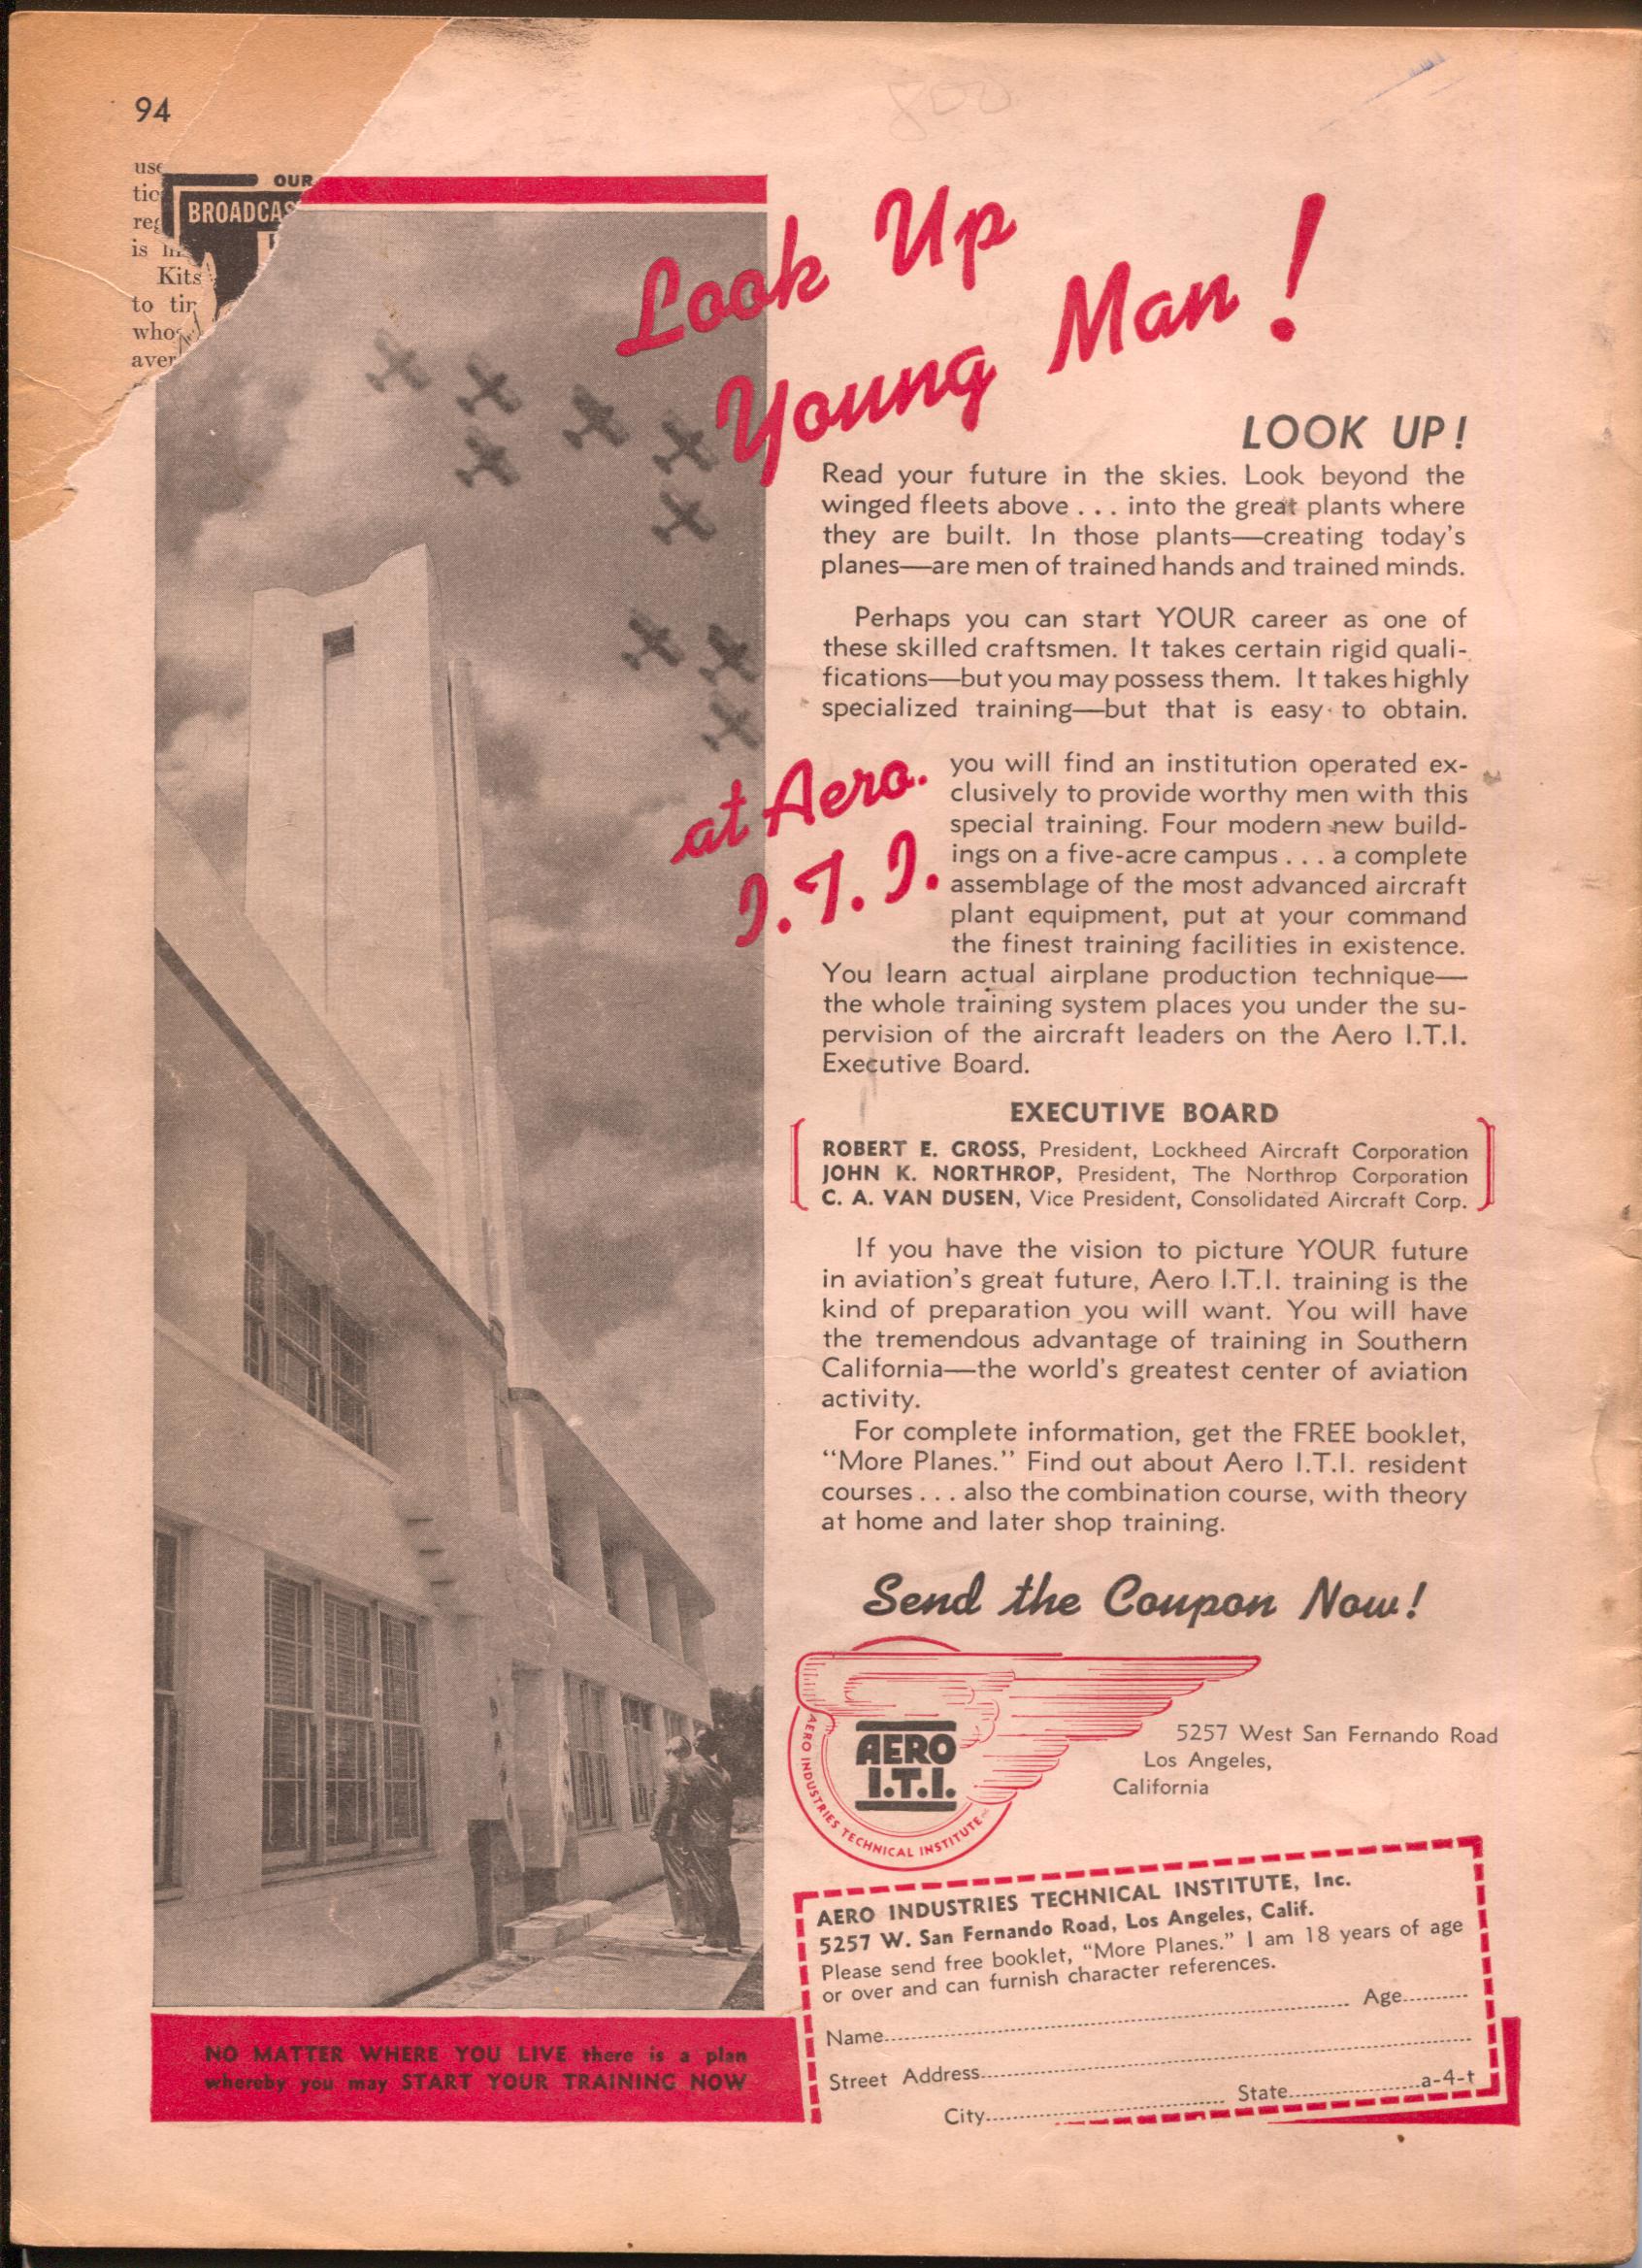 94
OUR
BROADCAS
is
Kits
to
Look Up
Young Man!
LOOK UP!
Read your future in the skies. Look beyond the
winged fleets above . . . into the great plants where
they are built. In those plants—creating today's
planes—are men of trained hands and trained minds.
Perhaps you can start YOUR career as one of
these skilled craftsmen. It takes certain rigid quali-
fications—but you may possess them. It takes highly
specialized training—but that is easy to obtain.
at Aero.
I.T.I.
you will find an institution operated ex-
clusively to provide worthy men with this
special training. Four modern new build-
ings on a five-acre campus . . . a complete
assemblage of the most advanced aircraft
plant equipment, put at your command
the finest training facilities in existence.
You learn actual airplane production technique—
the whole training system places you under the su-
pervision of the aircraft leaders on the Aero I.T.I.
Executive Board.
EXECUTIVE BOARD
ROBERT E. GROSS, President, Lockheed Aircraft Corporation
JOHN K. NORTHROP, President, The Northrop Corporation
C. A. VAN DUSEN, Vice President, Consolidated Aircraft Corp.
If you have the vision to picture YOUR future
in aviation's great future, Aero I.T.I. training is the
kind of preparation you will want. You will have
the tremendous advantage of training in Southern
California—the world's greatest center of aviation
activity.
For complete information, get the FREE booklet,
"More Planes." Find out about Aero I.T.I. resident
courses . . . also the combination course, with theory
at home and later shop training.
Send the Coupon Now!
AERO
I.T.I.
AERO INDUSTRIES TECHNICAL INSTITUTE INC
5257 West San Fernando Road
Los Angeles,
California
AERO INDUSTRIES TECHNICAL INSTITUTE, Inc.
5257 W. San Fernando Road, Los Angeles, Calif.
Please send free booklet, "More Planes." I am 18 years of age
or over and can furnish character references.
Name.......... Age..........
Street Address..........
City.......... State..........a-4-t
NO MATTER WHERE YOU LIVE there is a plan
whereby you may START YOUR TRAINING NOW
800